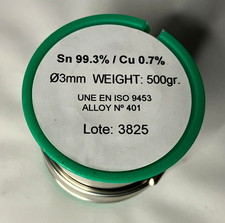 Sn 99.3% / Cu 0.7%
Ø3mm WEIGHT: 500gr.
UNE EN ISO 9453
ALLOY Nº 401
Lote: 3825